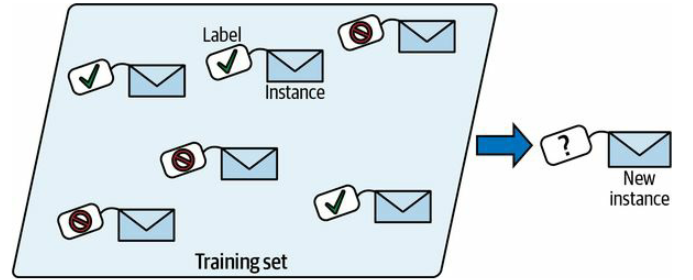 Label
Instance
?
New
instance
Training set